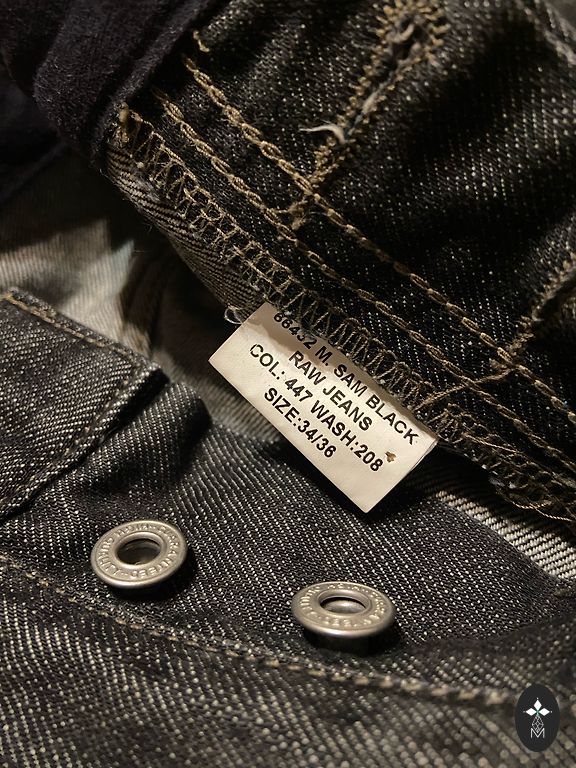 66432 M. SAM BLACK
RAW JEANS
COL: 447 WASH:208
SIZE:34/36
M